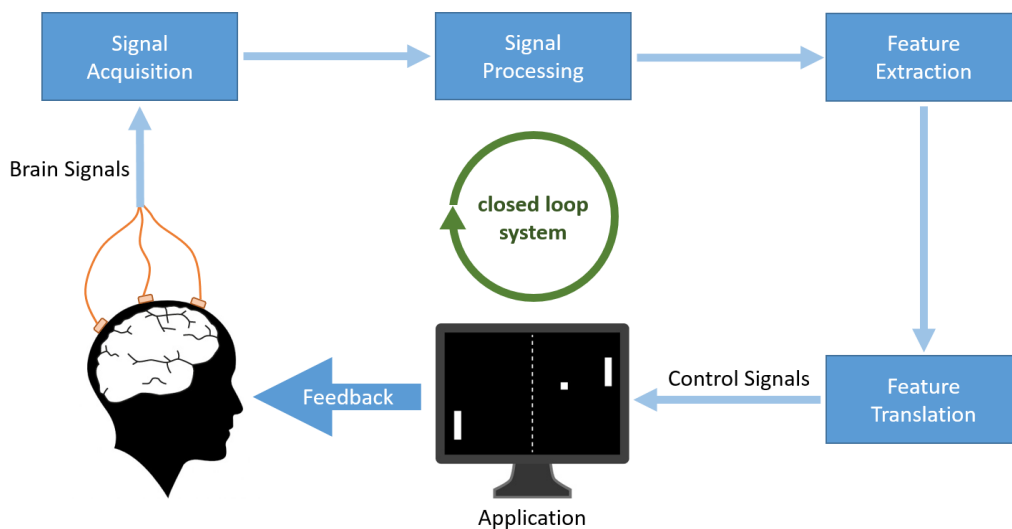 Signal
Acquisition
Signal
Processing
Feature
Extraction
Brain Signals
closed loop
system
Feedback
Control Signals
Feature
Translation
Application